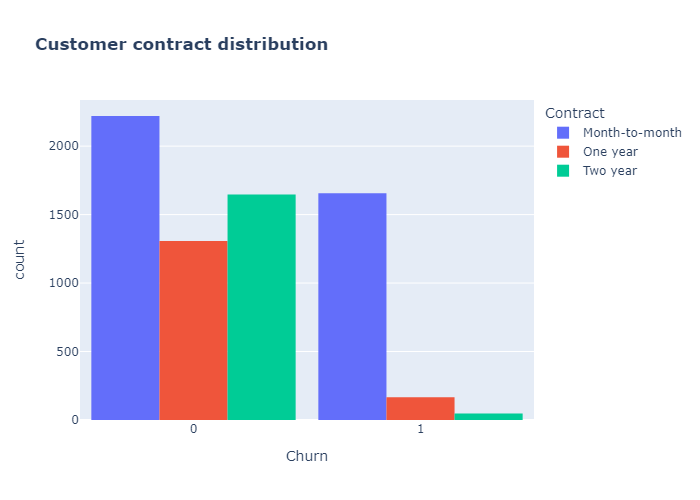 Customer contract distribution
Contract
Month-to-month
One year
Two year
2000
1500
1000
500
0
count
0
1
Churn